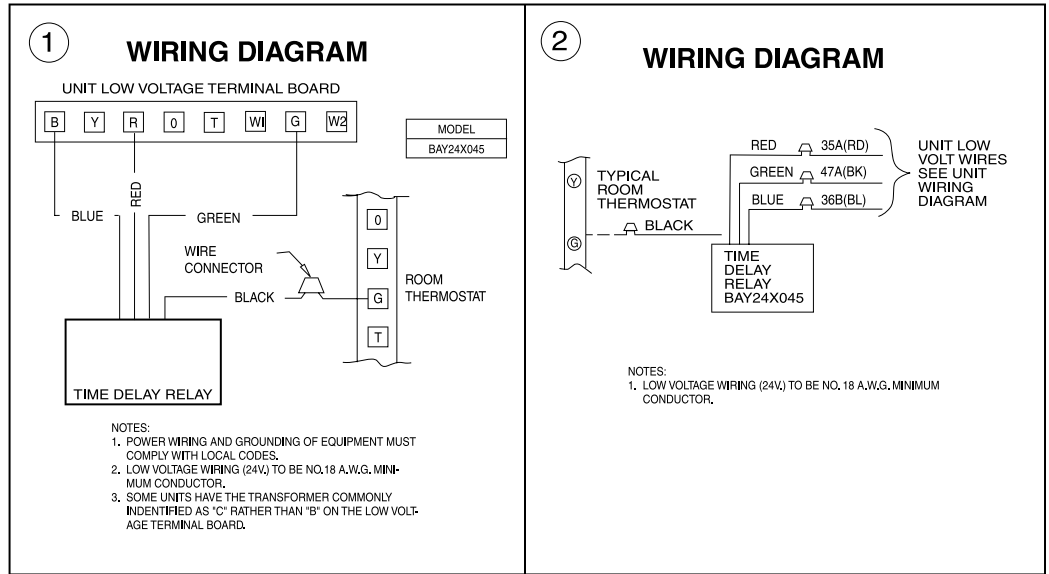 1
WIRING DIAGRAM
UNIT LOW VOLTAGE TERMINAL BOARD
B Y R O T W1 G W2
MODEL
BAY24X045
RED
BLUE
GREEN
WIRE
CONNECTOR
BLACK
O
Y
G
T
ROOM
THERMOSTAT
TIME DELAY RELAY
NOTES:
1. POWER WIRING AND GROUNDING OF EQUIPMENT MUST
COMPLY WITH LOCAL CODES.
2. LOW VOLTAGE WIRING (24V.) TO BE NO.18 A.W.G. MINI-
MUM CONDUCTOR.
3. SOME UNITS HAVE THE TRANSFORMER COMMONLY
INDENTIFIED AS "C" RATHER THAN "B" ON THE LOW VOLT-
AGE TERMINAL BOARD.
2
WIRING DIAGRAM
Y
G
TYPICAL
ROOM
THERMOSTAT
BLACK
RED 35A(RD)
GREEN 47A(BK)
BLUE 36B(BL)
UNIT LOW
VOLT WIRES
SEE UNIT
WIRING
DIAGRAM
TIME
DELAY
RELAY
BAY24X045
NOTES:
1. LOW VOLTAGE WIRING (24V.) TO BE NO. 18 A.W.G. MINIMUM
CONDUCTOR.